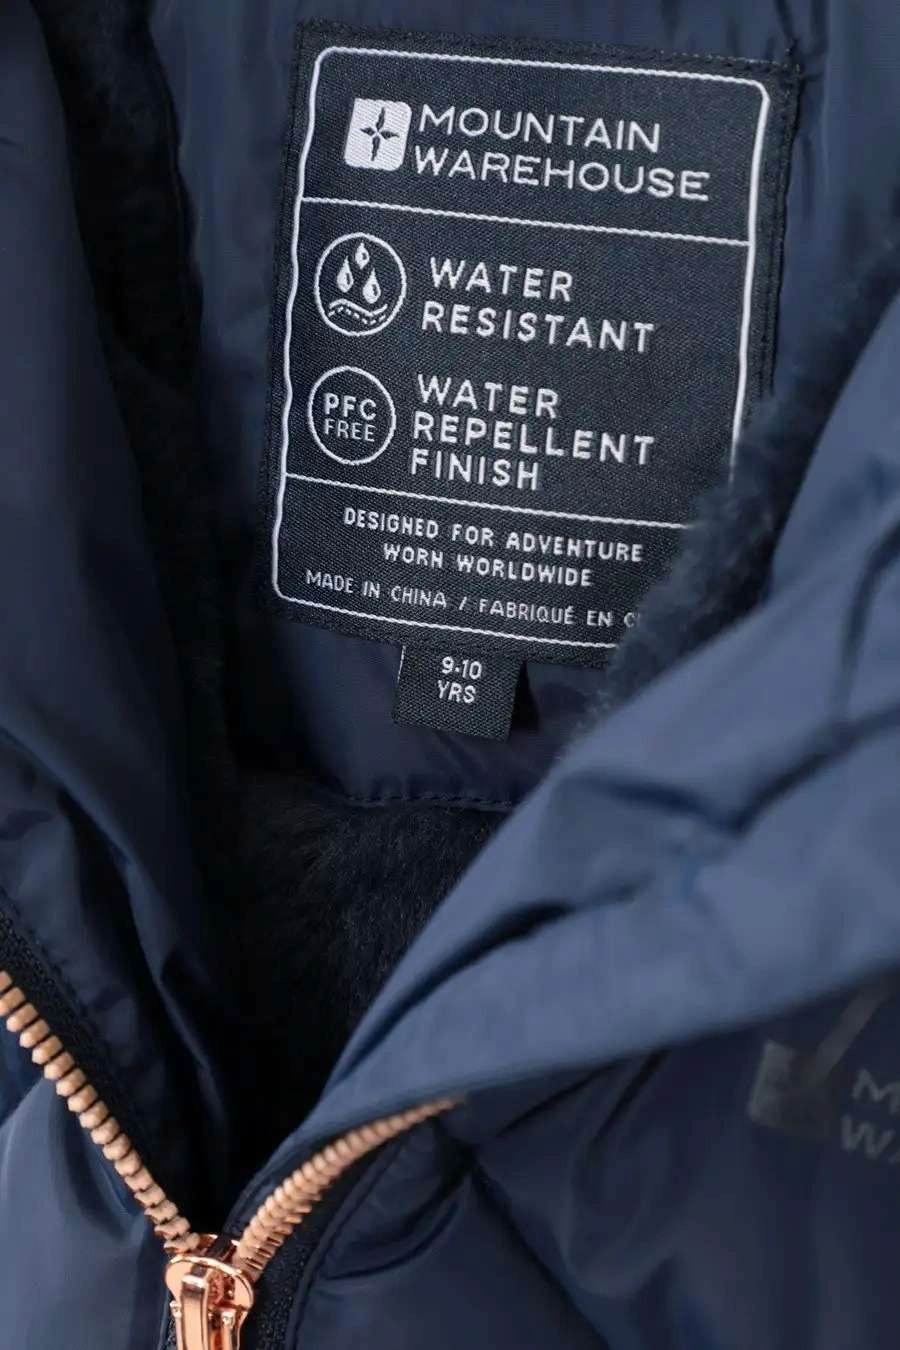 MOUNTAIN
WAREHOUSE
WATER
RESISTANT
PFC
FREE
WATER
REPELLENT
FINISH
DESIGNED FOR ADVENTURE
WORN WORLDWIDE
MADE IN CHINA / FABRIQUÉ EN
9-10
YRS